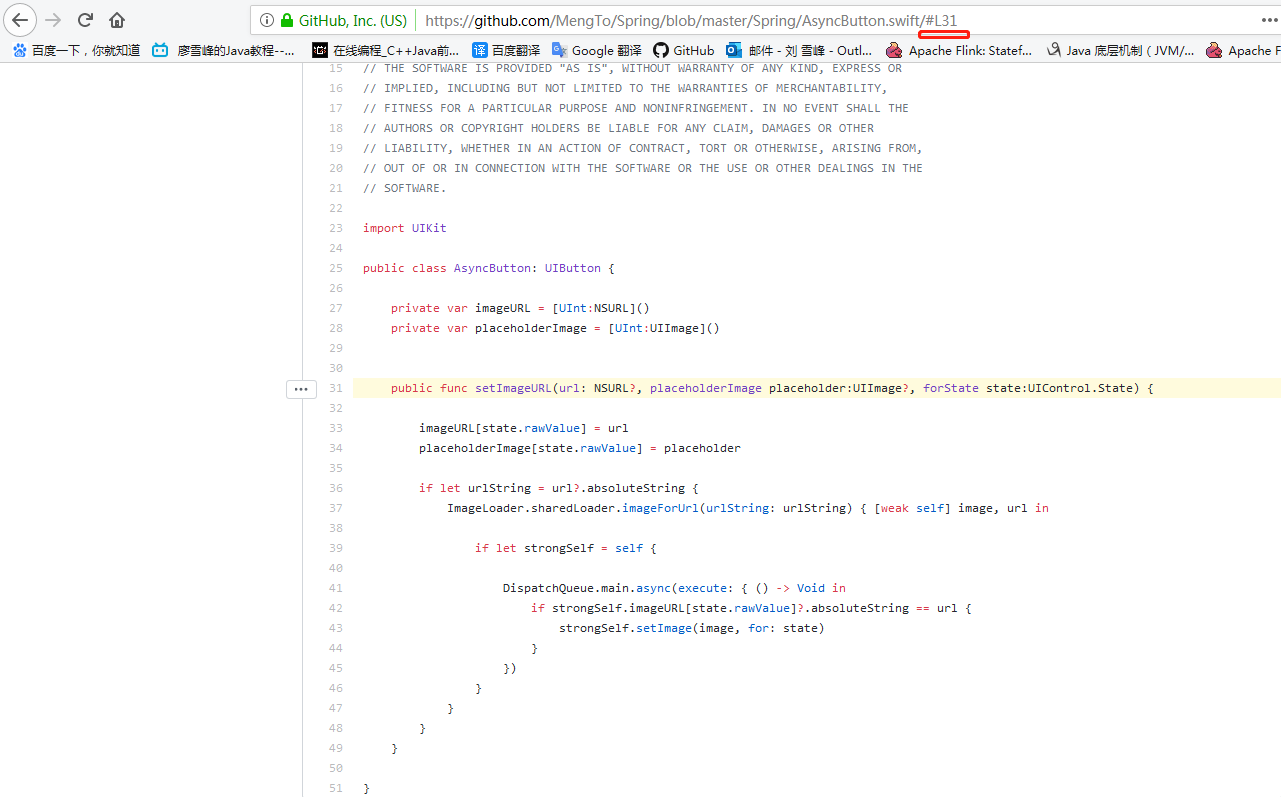 GitHub, Inc. (US) https://github.com/MengTo/Spring/blob/master/Spring/AsyncButton.swift/#L31
百度一下，你就知道 廖雪峰的Java教程--... 在线编程_C++Java前... 百度翻译 Google 翻译 GitHub 邮件 - 刘 雪峰 - Outl... Apache Flink: Statef... Java 底层机制 ( JVM/... Apache F
15 // THE SOFTWARE IS PROVIDED "AS IS", WITHOUT WARRANTY OF ANY KIND, EXPRESS OR
16 // IMPLIED, INCLUDING BUT NOT LIMITED TO THE WARRANTIES OF MERCHANTABILITY,
17 // FITNESS FOR A PARTICULAR PURPOSE AND NONINFRINGEMENT. IN NO EVENT SHALL THE
18 // AUTHORS OR COPYRIGHT HOLDERS BE LIABLE FOR ANY CLAIM, DAMAGES OR OTHER
19 // LIABILITY, WHETHER IN AN ACTION OF CONTRACT, TORT OR OTHERWISE, ARISING FROM,
20 // OUT OF OR IN CONNECTION WITH THE SOFTWARE OR THE USE OR OTHER DEALINGS IN THE
21 // SOFTWARE.
22
23 import UIKit
24
25 public class AsyncButton: UIButton {
26
27 private var imageURL = [UInt:NSURL]()
28 private var placeholderImage = [UInt:UIImage]()
29
30
31 public func setImageURL(url: NSURL?, placeholderImage placeholder:UIImage?, forState state:UIControl.State) {
32
33 imageURL[state.rawValue] = url
34 placeholderImage[state.rawValue] = placeholder
35
36 if let urlString = url?.absoluteString {
37 ImageLoader.sharedLoader.imageForUrl(urlString: urlString) { [weak self] image, url in
38
39 if let strongSelf = self {
40
41 DispatchQueue.main.async(execute: { () -> Void in
42 if strongSelf.imageURL[state.rawValue]?.absoluteString == url {
43 strongSelf.setImage(image, for: state)
44 }
45 })
46 }
47 }
48 }
49 }
50
51 }